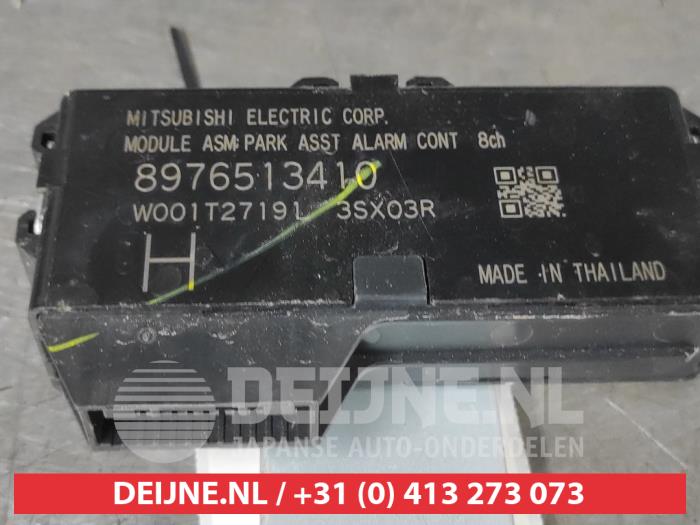 MITSUBISHI ELECTRIC CORP.
MODULE ASM:PARK ASST ALARM CONT 8ch
8976513410
W001T27191 3SX03R
H
MADE IN THAILAND
DEIJNE.NL
JAPANSE AUTO-ONDERDELEN
DEIJNE.NL / +31 (0) 413 273 073